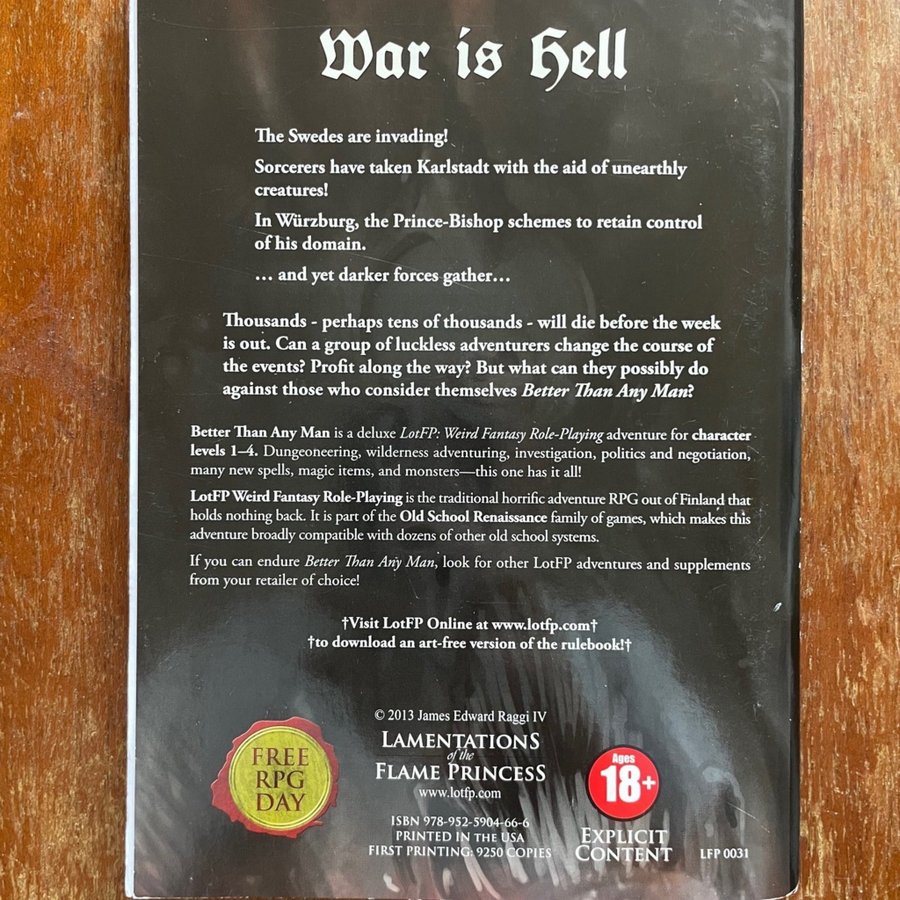 War is Hell
The Swedes are invading!
Sorcerers have taken Karlstadt with the aid of unearthly
creatures!
In Würzburg, the Prince-Bishop schemes to retain control
of his domain.
… and yet darker forces gather…
Thousands - perhaps tens of thousands - will die before the week
is out. Can a group of luckless adventurers change the course of
the events? Profit along the way? But what can they possibly do
against those who consider themselves Better Than Any Man?
Better Than Any Man is a deluxe LotFP: Weird Fantasy Role-Playing adventure for character
levels 1–4. Dungeoneering, wilderness adventuring, investigation, politics and negotiation,
many new spells, magic items, and monsters—this one has it all!
LotFP Weird Fantasy Role-Playing is the traditional horrific adventure RPG out of Finland that
holds nothing back. It is part of the Old School Renaissance family of games, which makes this
adventure broadly compatible with dozens of other old school systems.
If you can endure Better Than Any Man, look for other LotFP adventures and supplements
from your retailer of choice!
†Visit LotFP Online at www.lotfp.com†
†to download an art-free version of the rulebook!†
© 2013 James Edward Raggi IV
LAMENTATIONS
of the
FLAME PRINCESS
www.lotfp.com
ISBN 978-952-5904-66-6
PRINTED IN THE USA
FIRST PRINTING: 9250 COPIES
FREE
RPG
DAY
Ages
18+
EXPLICIT
CONTENT
LFP 0031